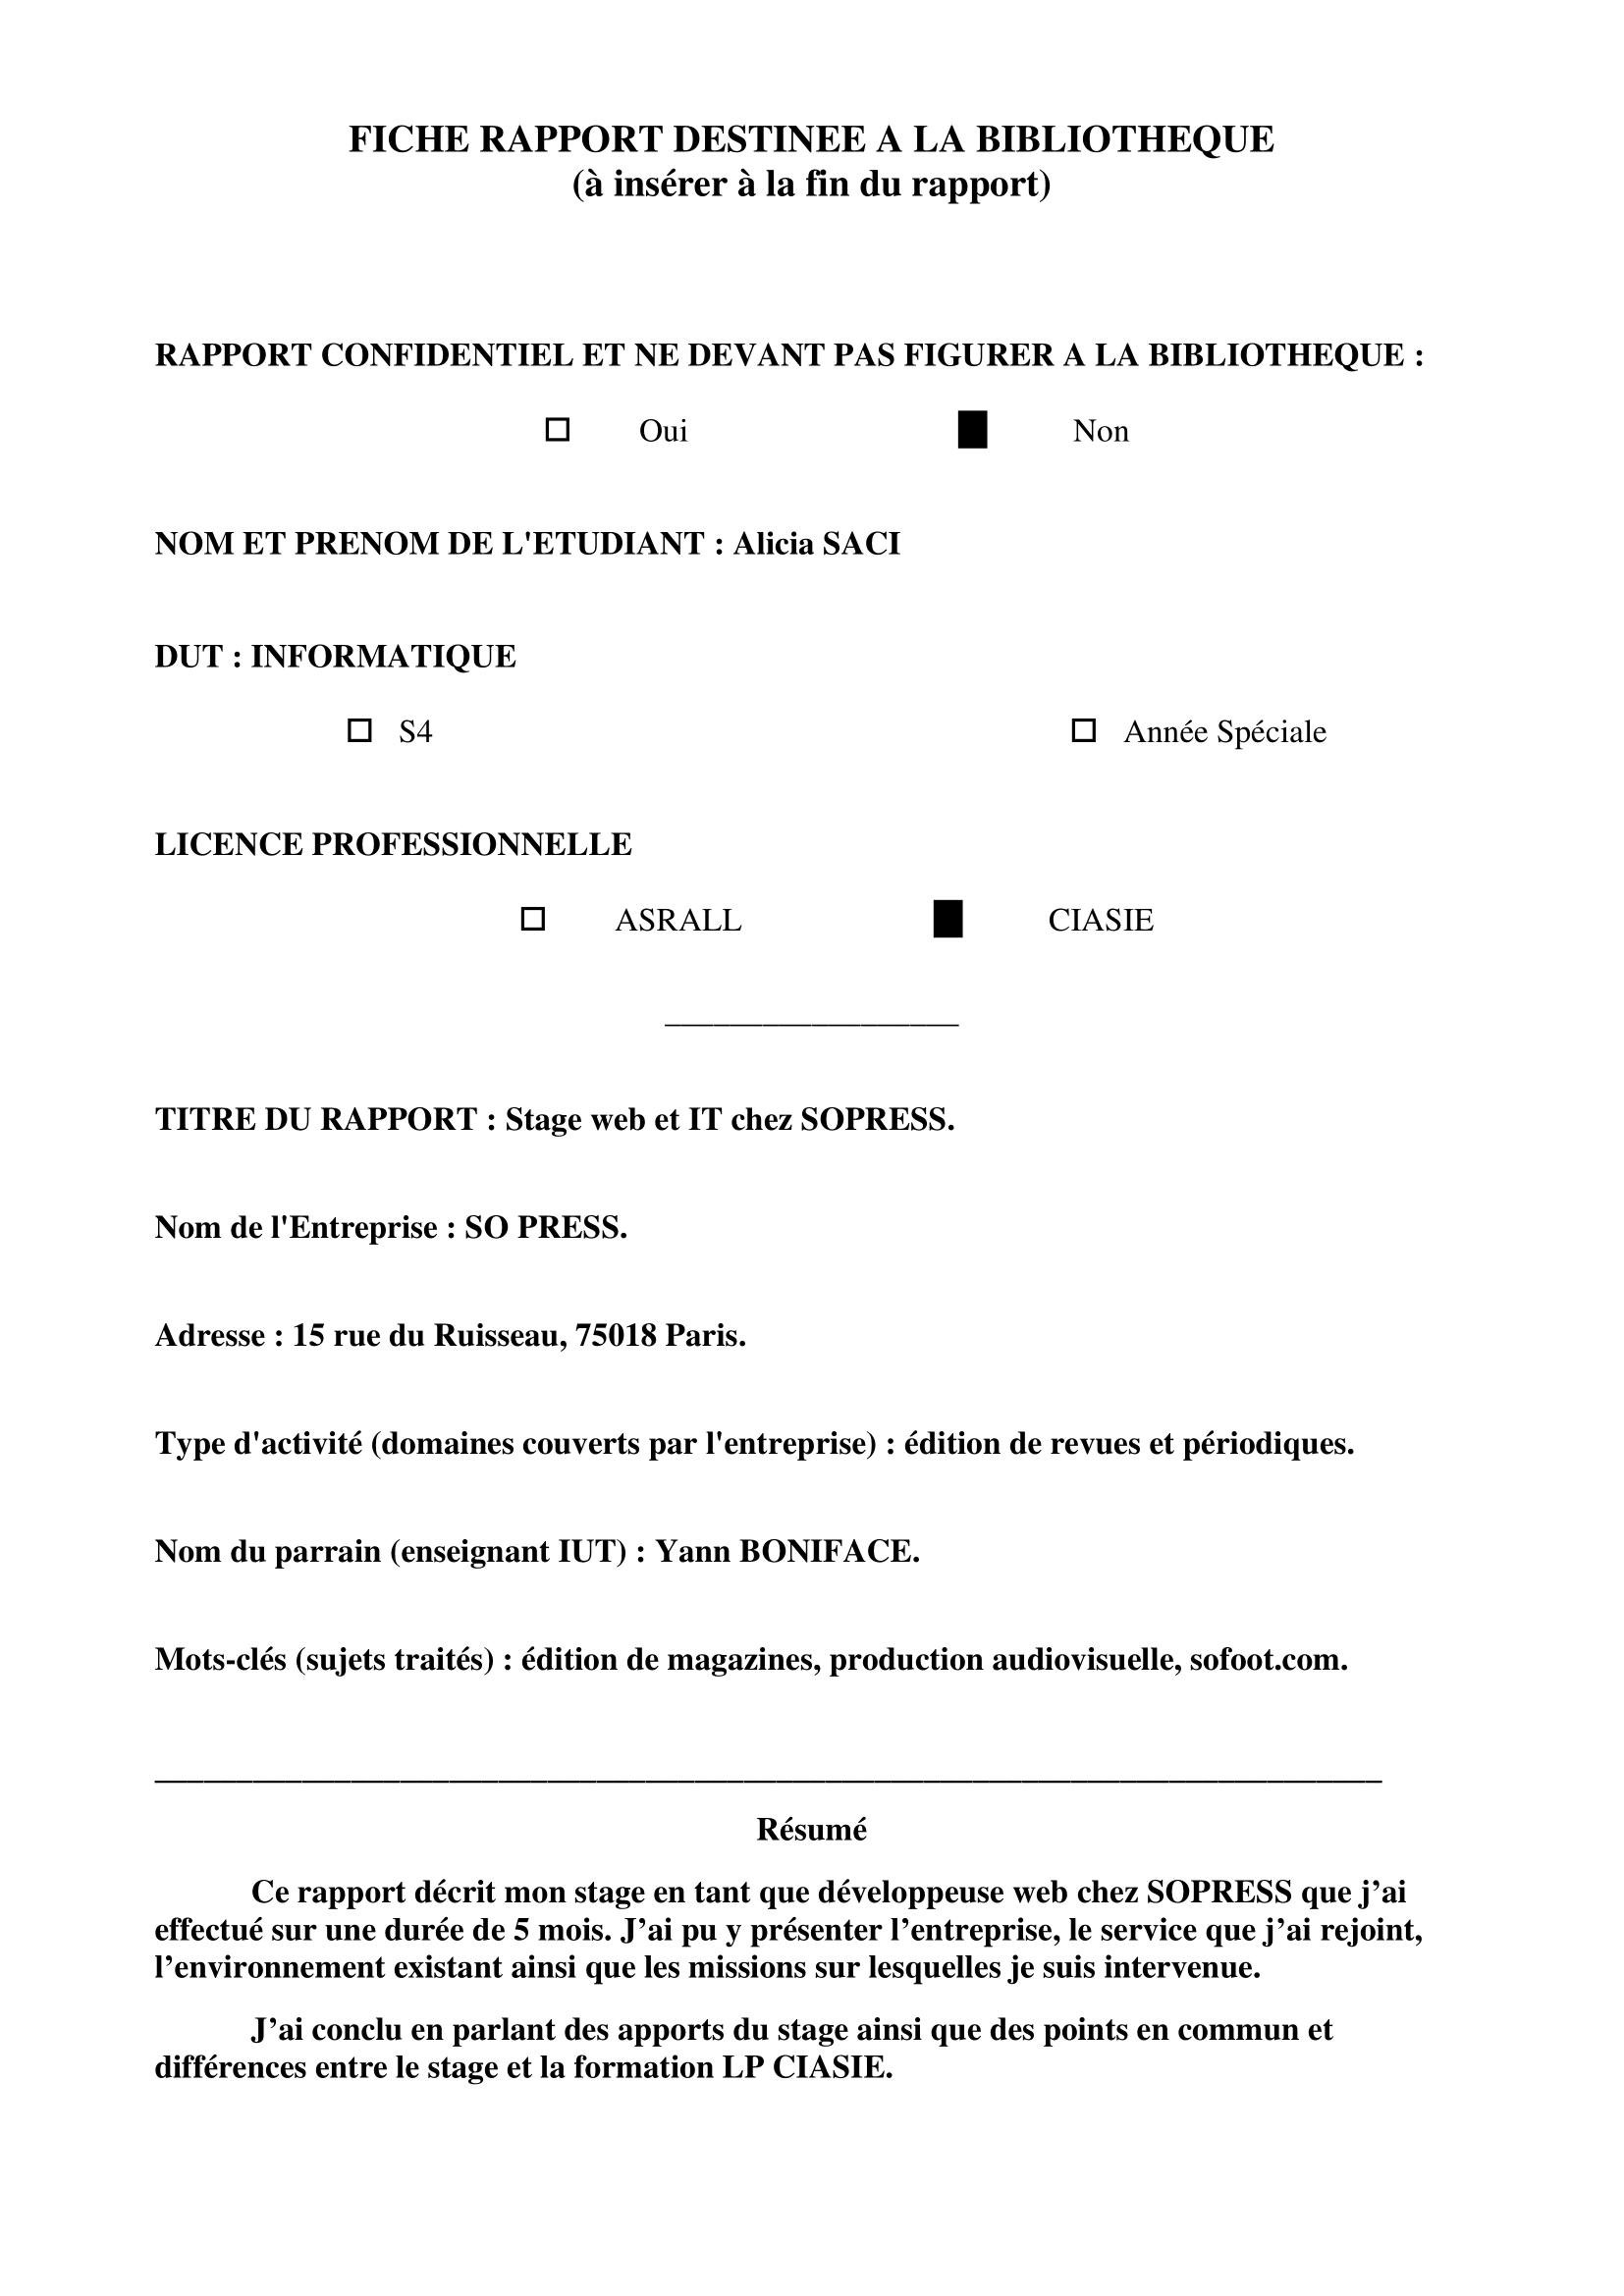 FICHE RAPPORT DESTINEE A LA BIBLIOTHEQUE
(à insérer à la fin du rapport)
RAPPORT CONFIDENTIEL ET NE DEVANT PAS FIGURER A LA BIBLIOTHEQUE :
□ Oui ■ Non
NOM ET PRENOM DE L'ETUDIANT : Alicia SACI
DUT : INFORMATIQUE
□ S4 □ Année Spéciale
LICENCE PROFESSIONNELLE
□ ASRALL ■ CIASIE
TITRE DU RAPPORT : Stage web et IT chez SOPRESS.
Nom de l'Entreprise : SO PRESS.
Adresse : 15 rue du Ruisseau, 75018 Paris.
Type d'activité (domaines couverts par l'entreprise) : édition de revues et périodiques.
Nom du parrain (enseignant IUT) : Yann BONIFACE.
Mots-clés (sujets traités) : édition de magazines, production audiovisuelle, sofoot.com.
Résumé
Ce rapport décrit mon stage en tant que développeuse web chez SOPRESS que j’ai
effectué sur une durée de 5 mois. J’ai pu y présenter l’entreprise, le service que j’ai rejoint,
l’environnement existant ainsi que les missions sur lesquelles je suis intervenue.
J’ai conclu en parlant des apports du stage ainsi que des points en commun et
différences entre le stage et la formation LP CIASIE.